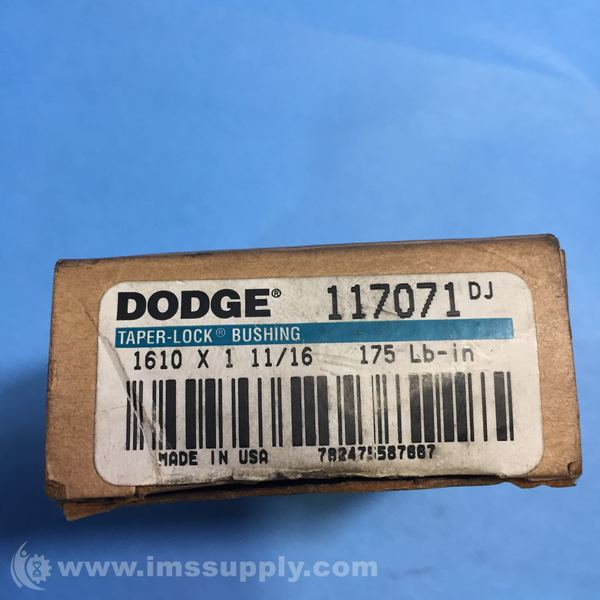 DODGE® 117071 DJ
TAPER-LOCK® BUSHING
1610 X 1 11/16 175 Lb-in
MADE IN USA 782475587887
www.imssupply.com